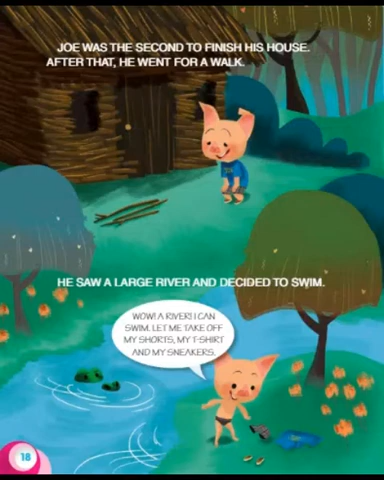 JOE WAS THE SECOND TO FINISH HIS HOUSE.
AFTER THAT, HE WENT FOR A WALK.
HE SAW A LARGE RIVER AND DECIDED TO SWIM.
WOW! A RIVER! I CAN
SWIM. LET ME TAKE OFF
MY SHORTS, MY T-SHIRT
AND MY SNEAKERS.
18